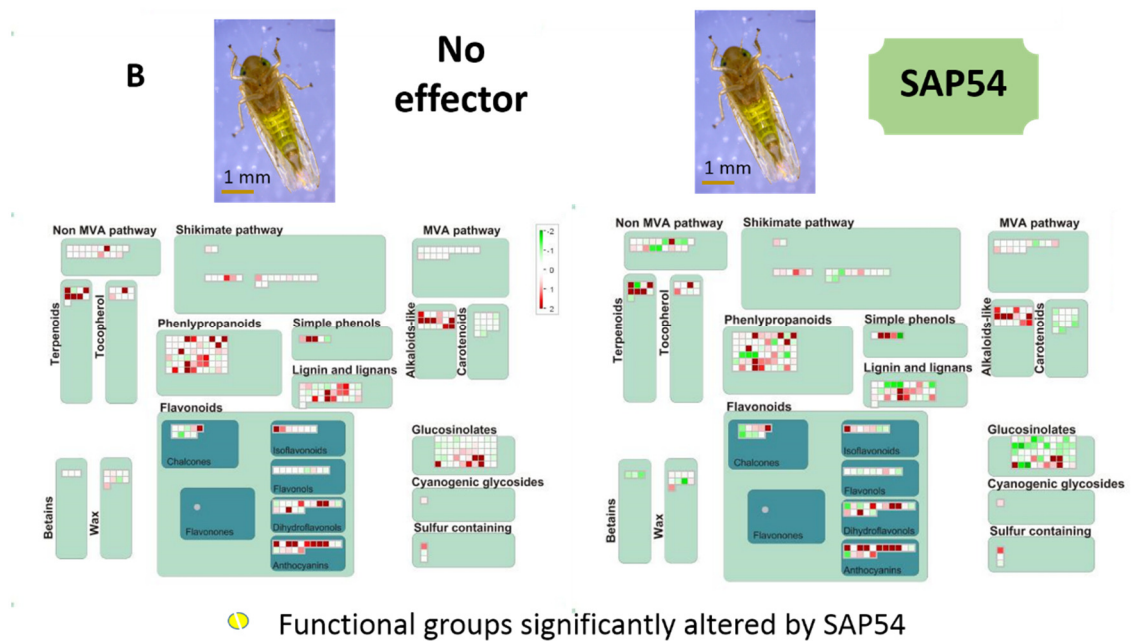 B
No
effector
1 mm
1 mm
SAP54
Non MVA pathway
Shikimate pathway
MVA pathway
-2
-1
0
1
2
Terpenoids
Tocopherol
Phenlypropanoids
Simple phenols
Alkaloids-like
Carotenoids
Lignin and lignans
Flavonoids
Chalcones
Isoflavonoids
Flavonols
Flavonones
Dihydroflavonols
Anthocyanins
Glucosinolates
Cyanogenic glycosides
Sulfur containing
Betains
Wax
Non MVA pathway
Shikimate pathway
MVA pathway
Terpenoids
Tocopherol
Phenlypropanoids
Simple phenols
Alkaloids-like
Carotenoids
Lignin and lignans
Flavonoids
Chalcones
Isoflavonoids
Flavonols
Flavonones
Dihydroflavonols
Anthocyanins
Glucosinolates
Cyanogenic glycosides
Sulfur containing
Betains
Wax
Functional groups significantly altered by SAP54